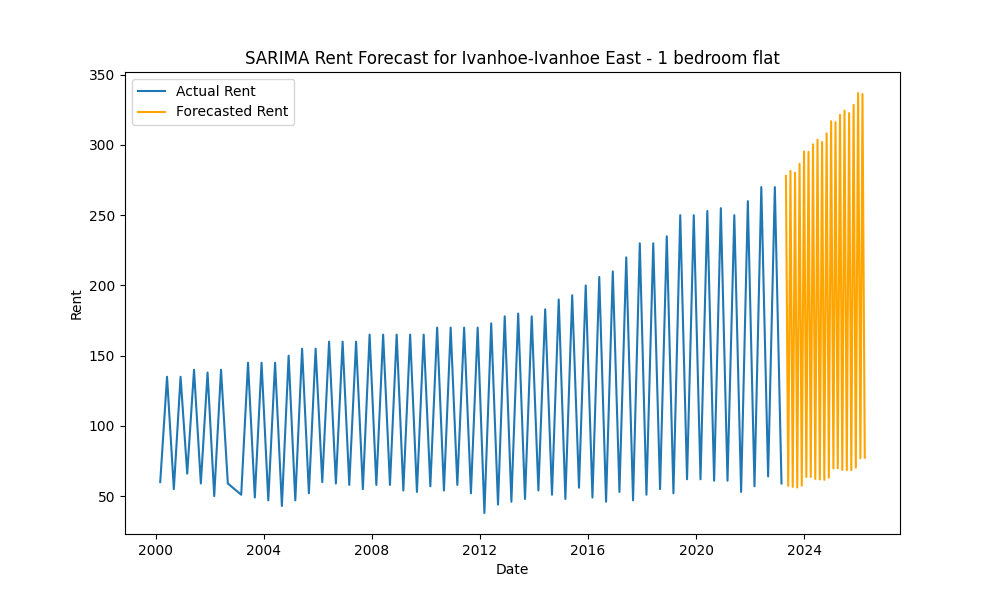 SARIMA Rent Forecast for Ivanhoe-Ivanhoe East - 1 bedroom flat
Actual Rent
Forecasted Rent
350
300
250
200
150
100
50
Rent
2000 2004 2008 2012 2016 2020 2024
Date